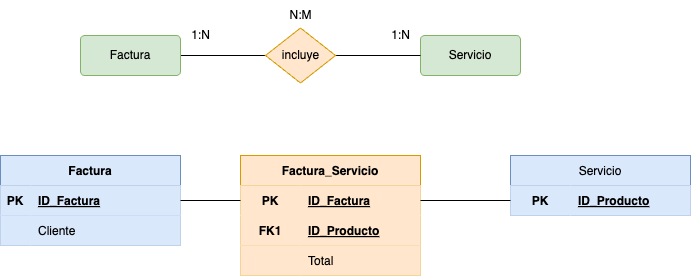 N:M
1:N
1:N
Factura
incluye
Servicio
Factura
Factura_Servicio
Servicio
PK ID_Factura
PK ID_Factura
PK ID_Producto
Cliente
FK1 ID_Producto
Total